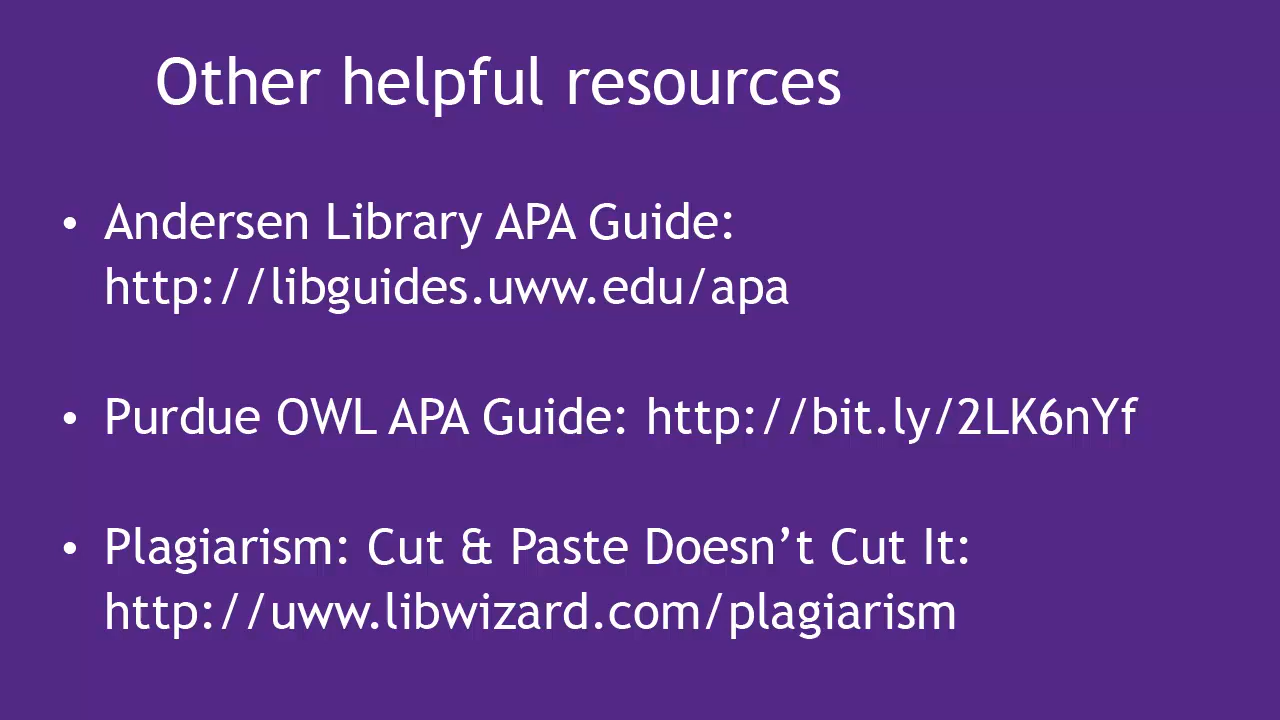 Other helpful resources
• Andersen Library APA Guide:
http://libguides.uww.edu/apa
• Purdue OWL APA Guide: http://bit.ly/2LK6nYf
• Plagiarism: Cut & Paste Doesn’t Cut It:
http://uww.libwizard.com/plagiarism